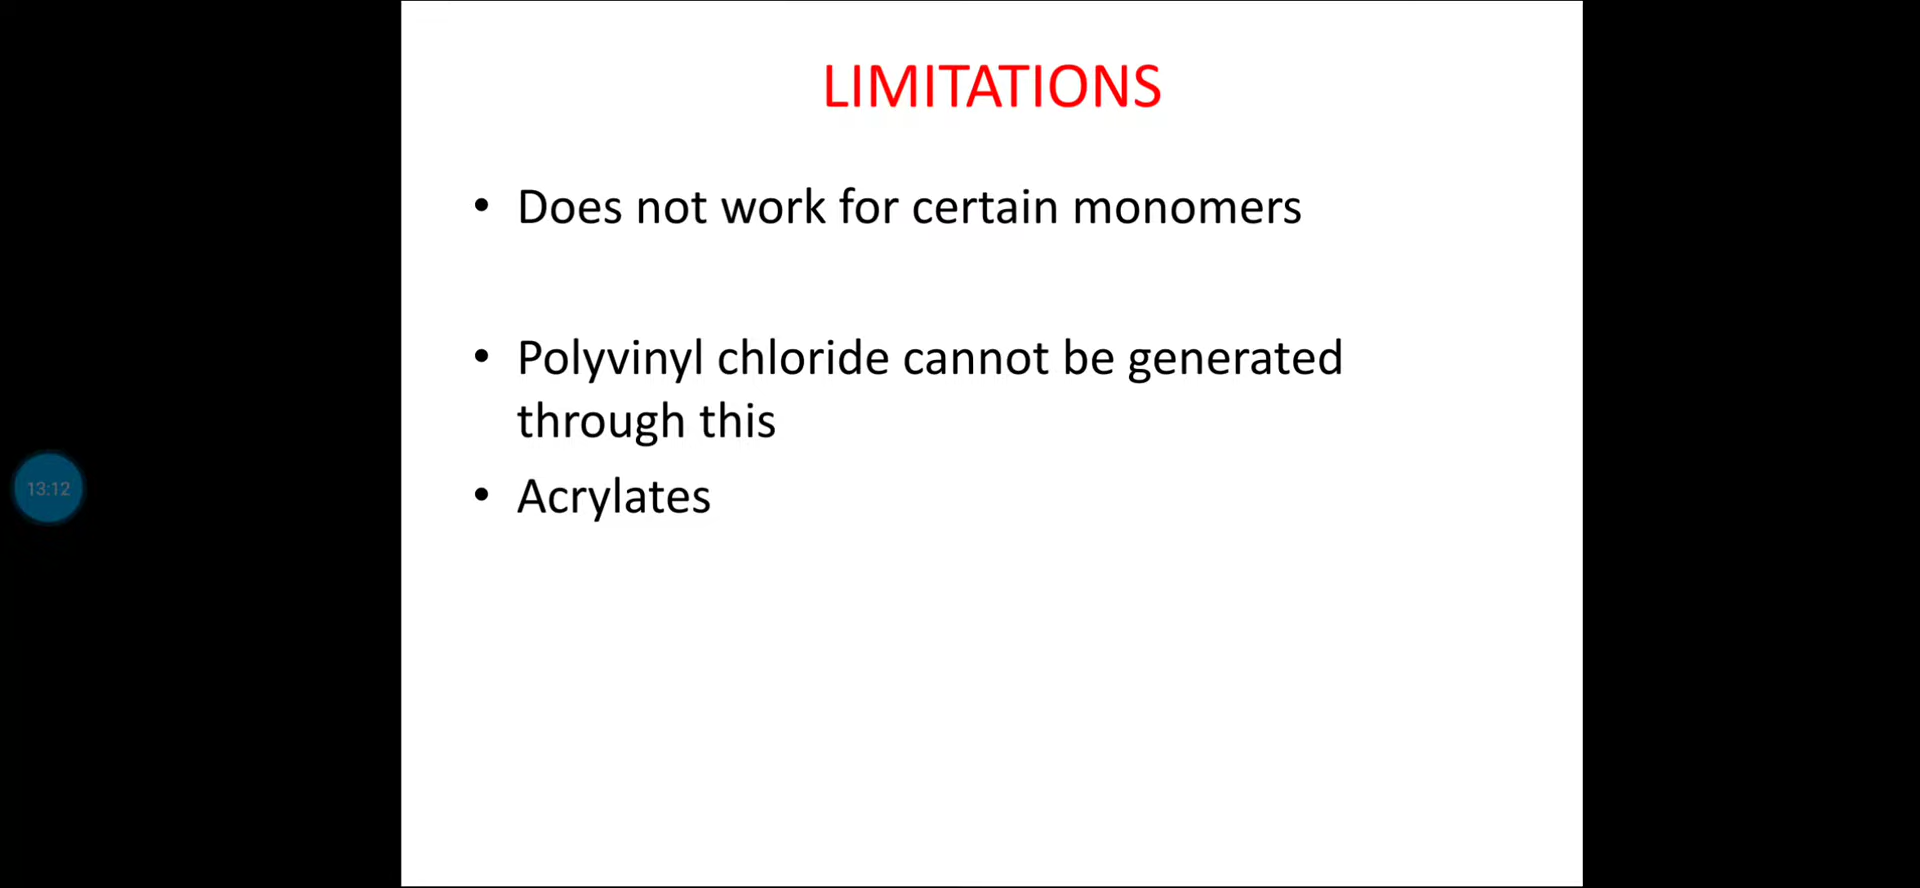 LIMITATIONS
• Does not work for certain monomers
• Polyvinyl chloride cannot be generated
through this
• Acrylates
13:12